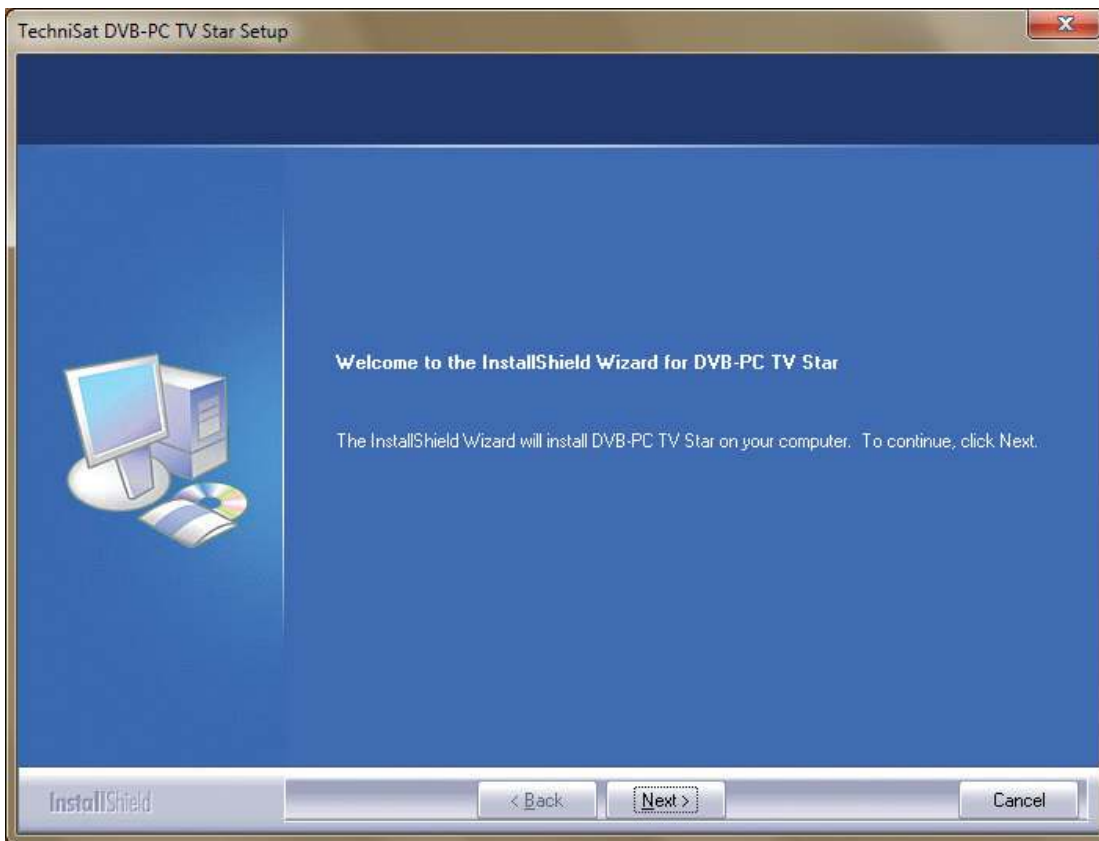 TechniSat DVB-PC TV Star Setup
Welcome to the InstallShield Wizard for DVB-PC TV Star
The InstallShield Wizard will install DVB-PC TV Star on your computer. To continue, click Next.
InstallShield
< Back
Next >
Cancel